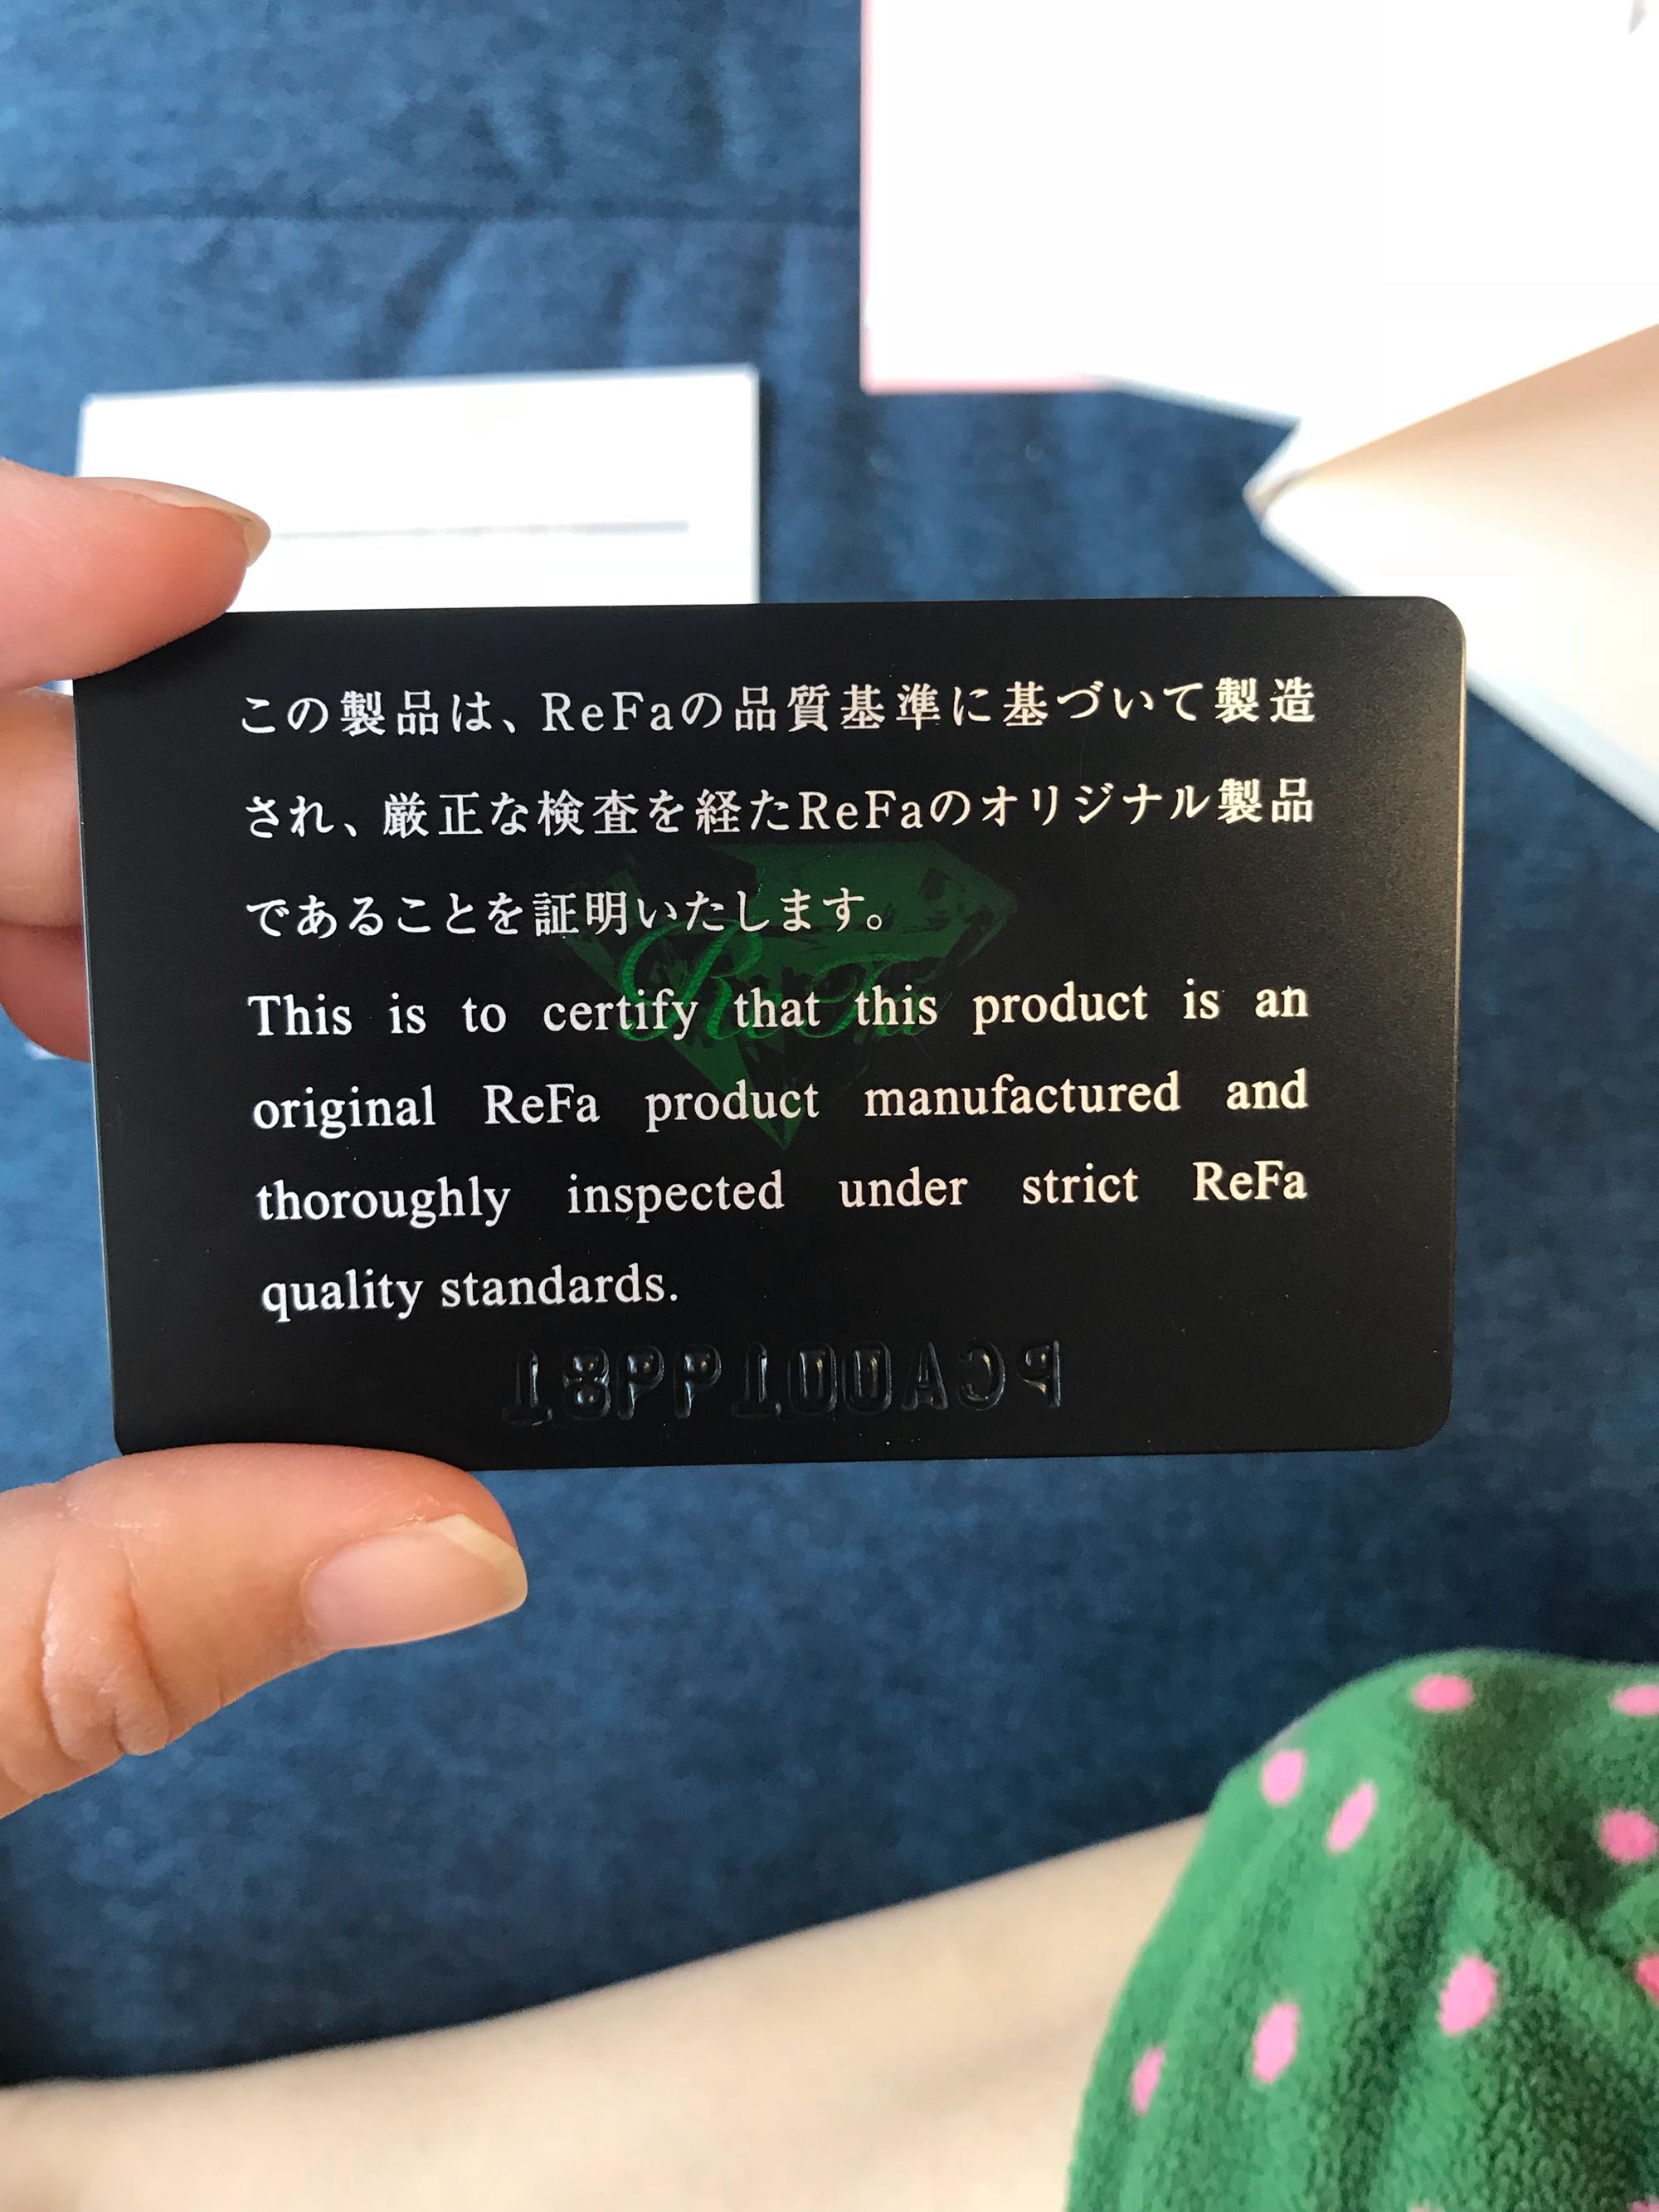 この製品は、ReFaの品質基準に基づいて製造
され、厳正な検査を経たReFaのオリジナル製品
であることを証明いたします。
ReFa
This is to certify that this product is an
original ReFa product manufactured and
thoroughly inspected under strict ReFa
quality standards.